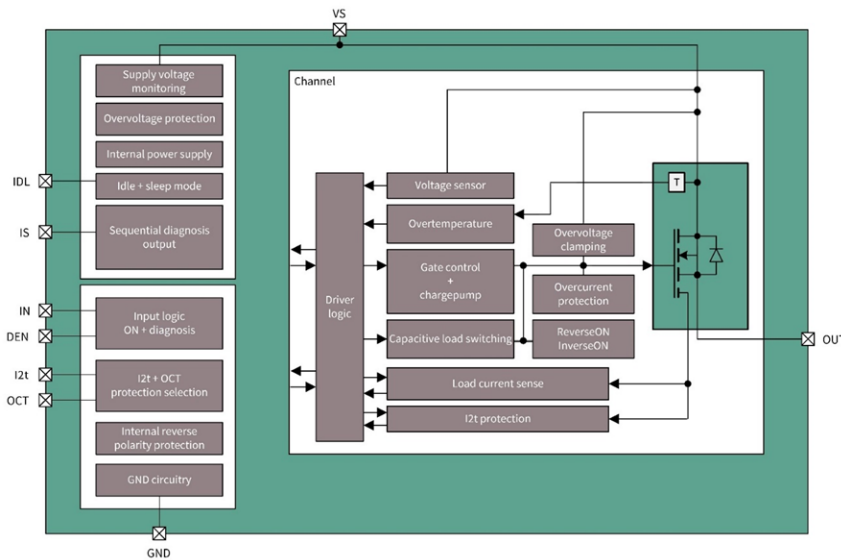 VS
Supply voltage
monitoring
Overvoltage protection
Internal power supply
IDL
Idle + sleep mode
IS
Sequential diagnosis
output
IN
Input logic
ON + diagnosis
DEN
I2t
I2t + OCT
protection selection
OCT
Internal reverse
polarity protection
GND circuitry
GND
Channel
Driver
logic
Voltage sensor
Overtemperature
Gate control
+
chargepump
Capacitive load switching
Load current sense
I2t protection
Overvoltage
clamping
Overcurrent
protection
ReverseON
InverseON
T
OUT